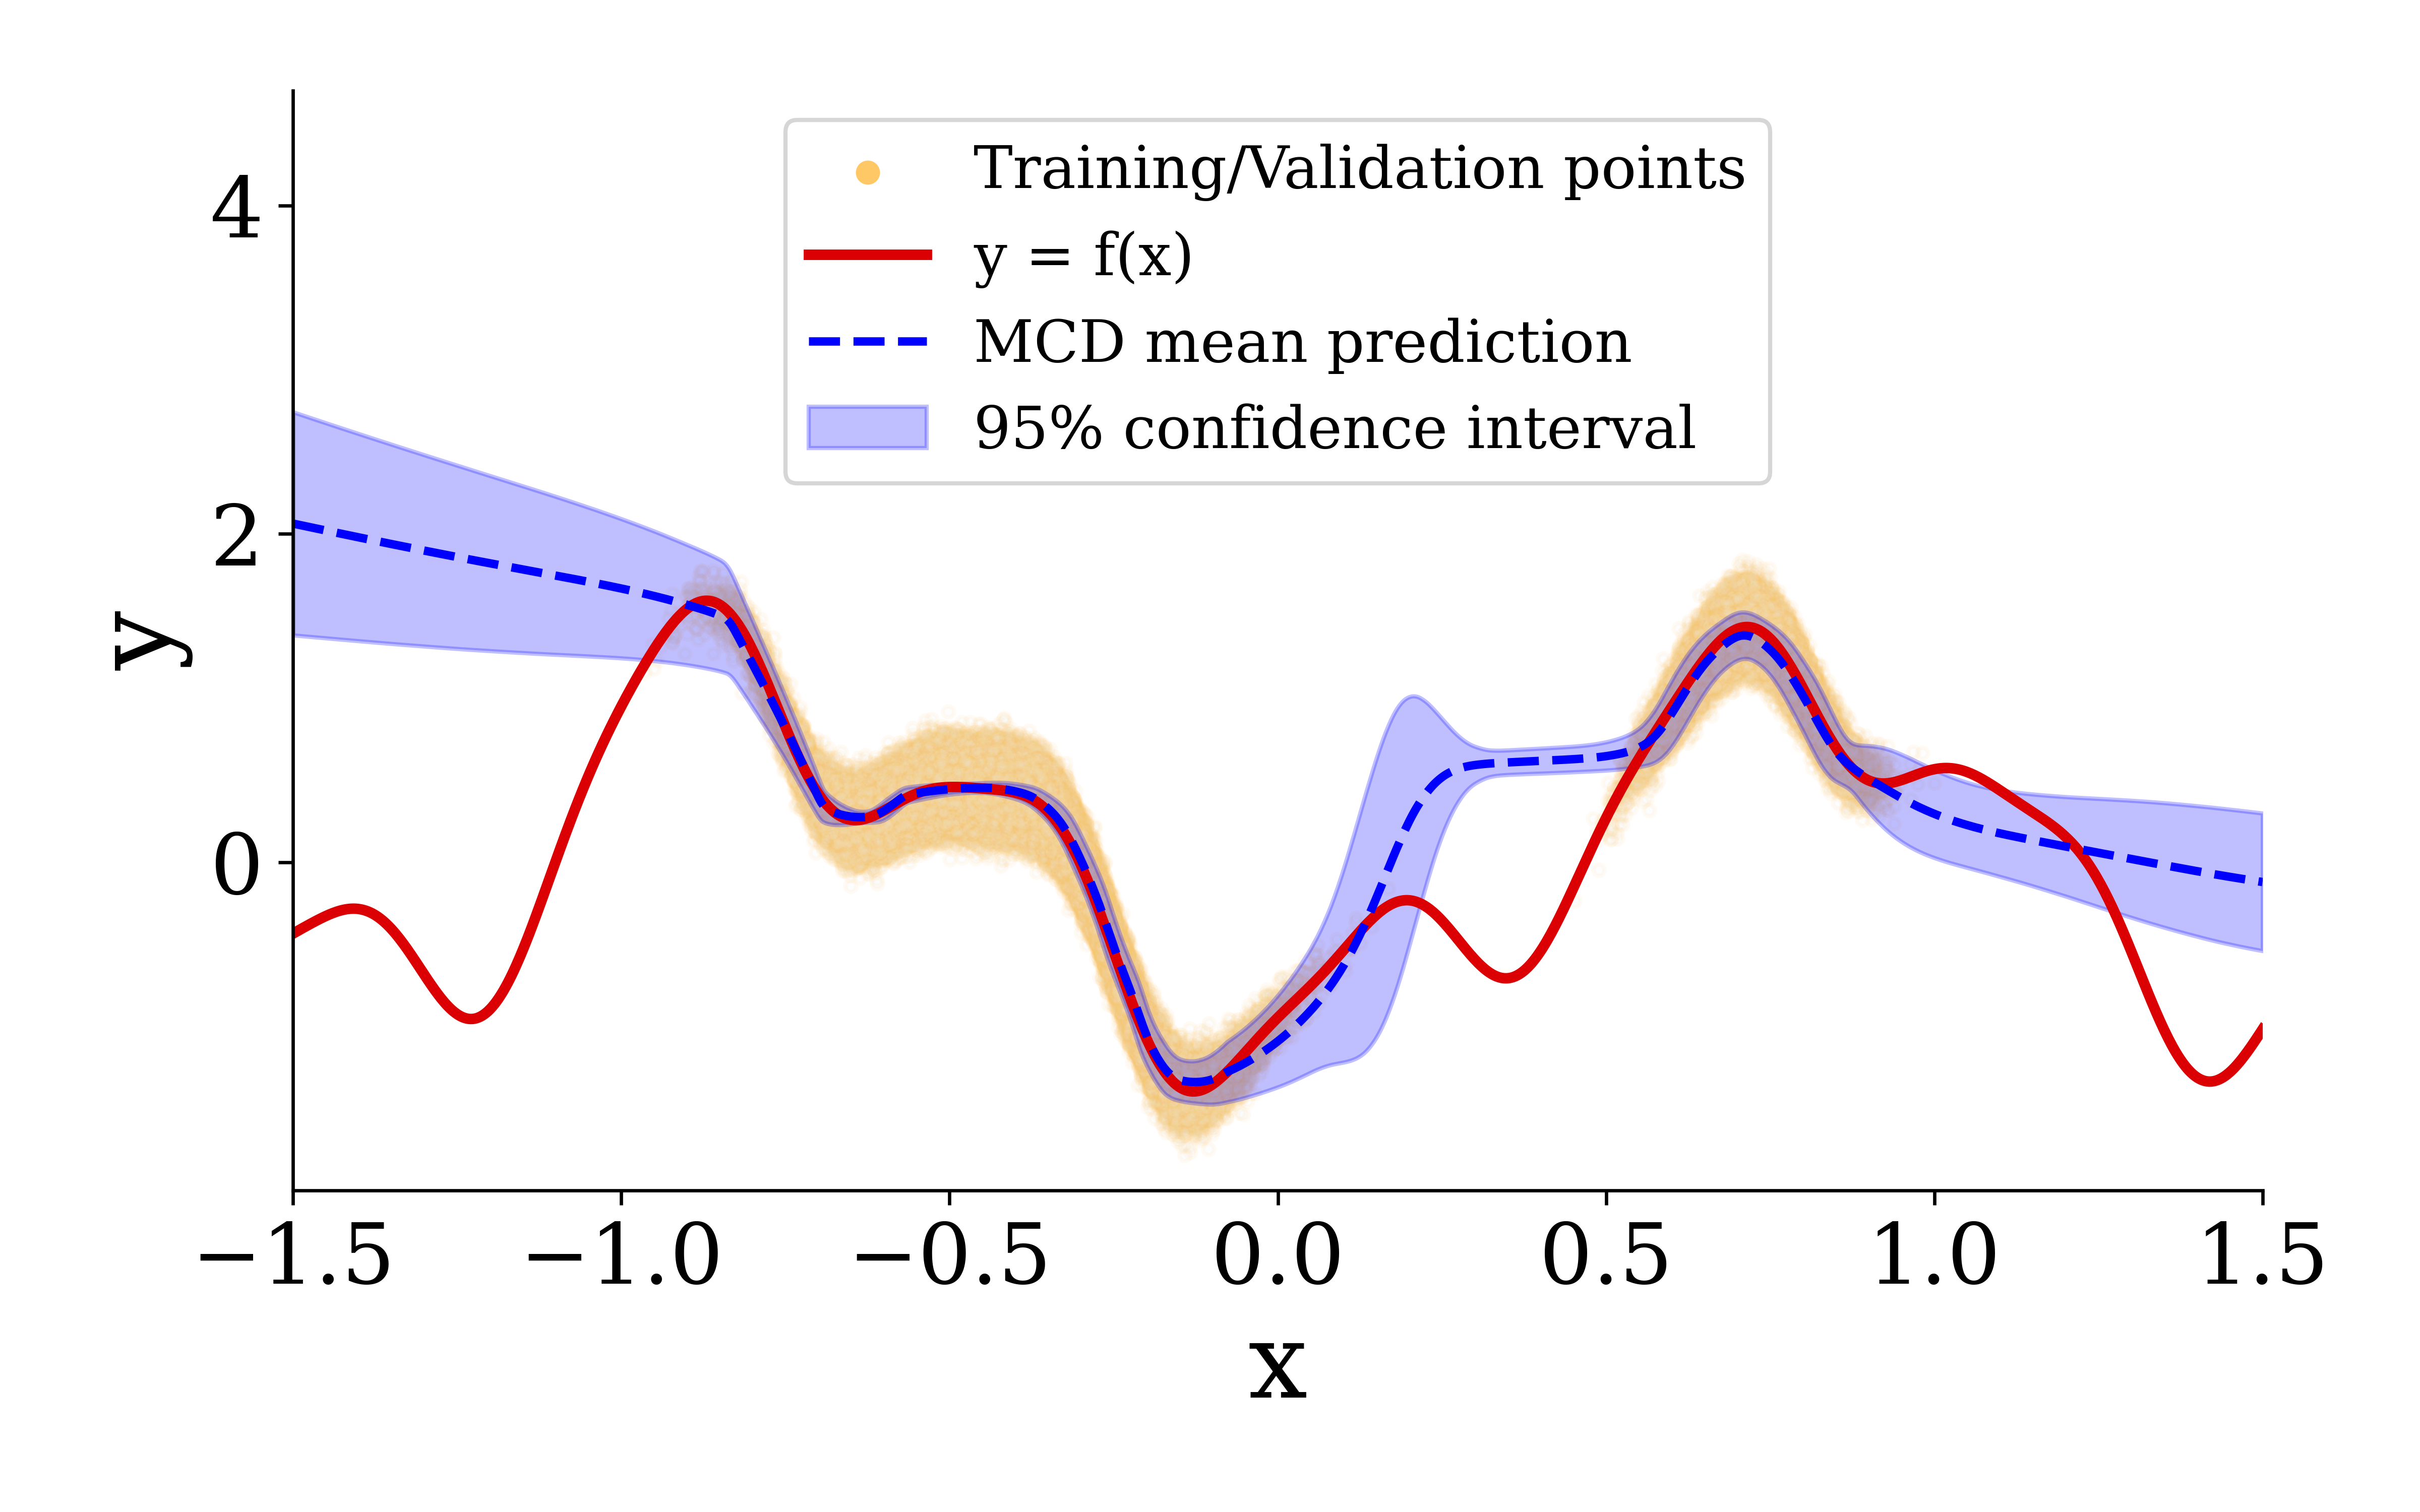 Training/Validation points
y = f(x)
MCD mean prediction
95% confidence interval
4
2
0
y
−1.5 −1.0 −0.5 0.0 0.5 1.0 1.5
x